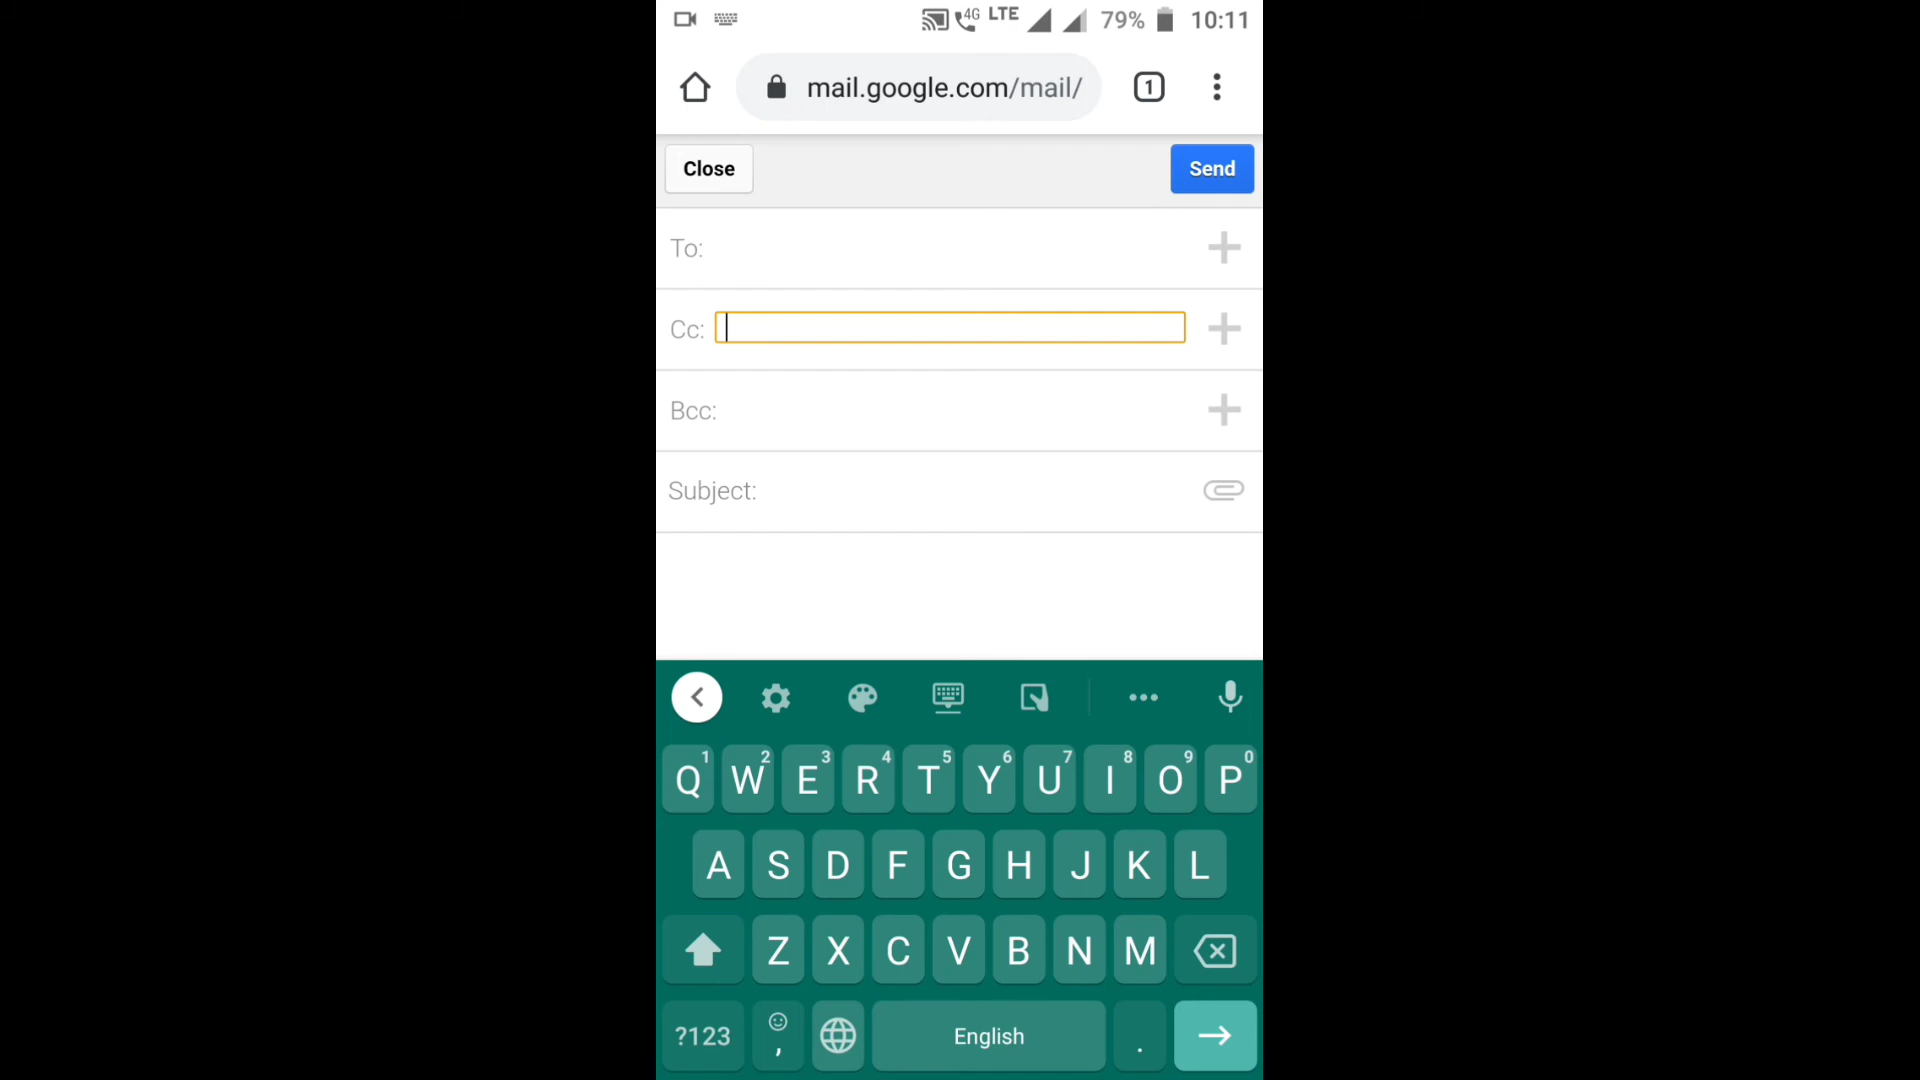 4G LTE 79% 10:11
mail.google.com/mail/ 1
Close Send
To:
Cc:
Bcc:
Subject:
Q1 W2 E3 R4 T5 Y6 U7 I8 O9 P0
A S D F G H J K L
Z X C V B N M
?123 , English .